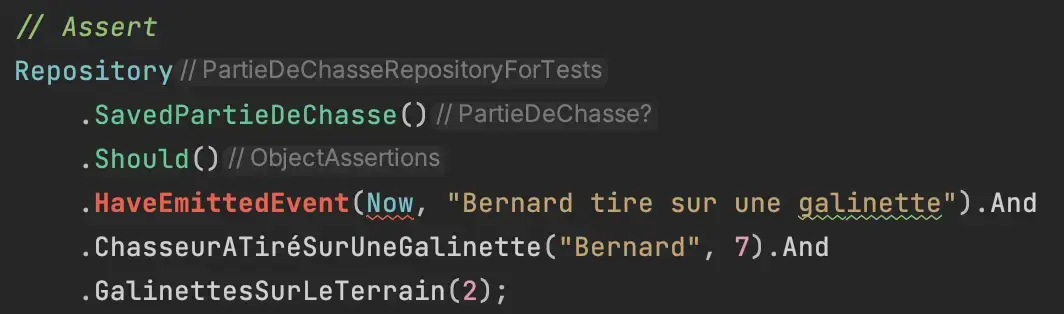 // Assert
Repository // PartieDeChasseRepositoryForTests
.SavedPartieDeChasse() // PartieDeChasse?
.Should() // ObjectAssertions
.HaveEmittedEvent(Now, "Bernard tire sur une galinette").And
.ChasseurATiréSurUneGalinette("Bernard", 7).And
.GalinettesSurLeTerrain(2);